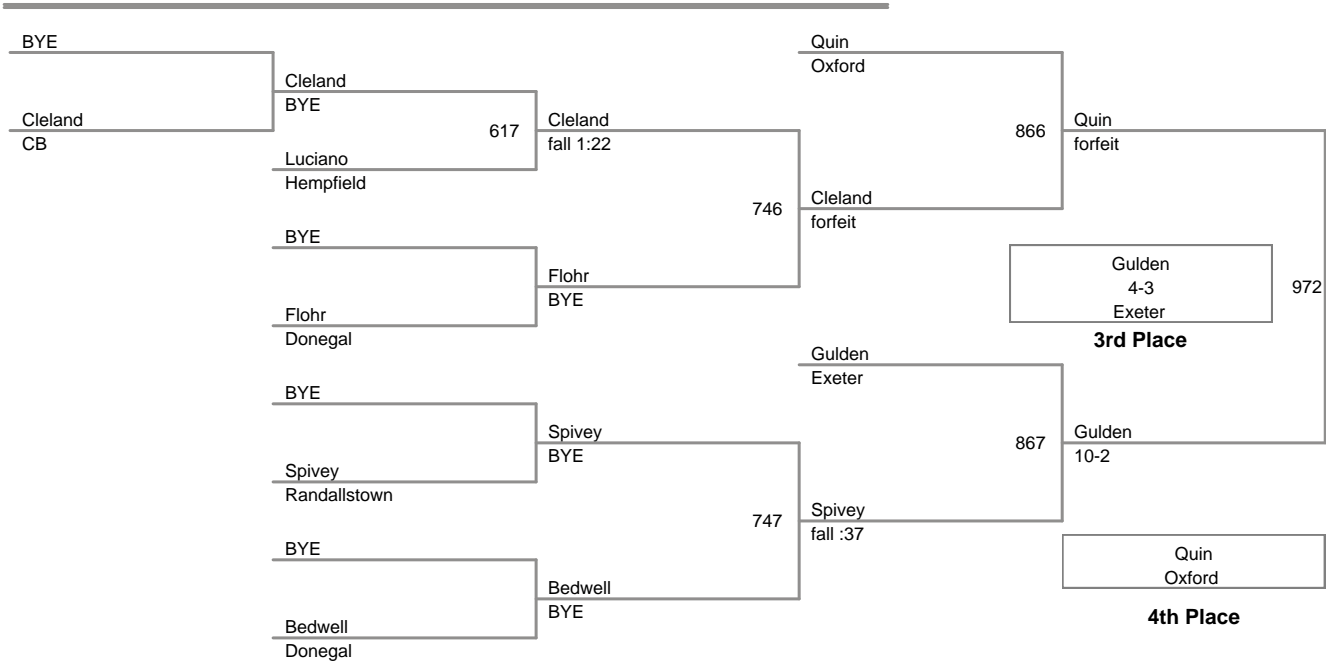 BYE
Quin
Oxford
Cleland
BYE
Cleland
CB
617
Cleland
fall 1:22
866
Quin
forfeit
Luciano
Hempfield
746
Cleland
forfeit
BYE
Gulden
4-3
Exeter
972
Flohr
BYE
Flohr
Donegal
3rd Place
Gulden
Exeter
BYE
Spivey
BYE
867
Gulden
10-2
Spivey
Randallstown
747
Spivey
fall :37
BYE
Quin
Oxford
Bedwell
BYE
4th Place
Bedwell
Donegal